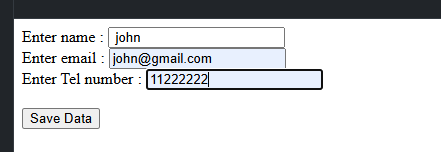 Enter name : john
Enter email : john@gmail.com
Enter Tel number : 11222222
Save Data